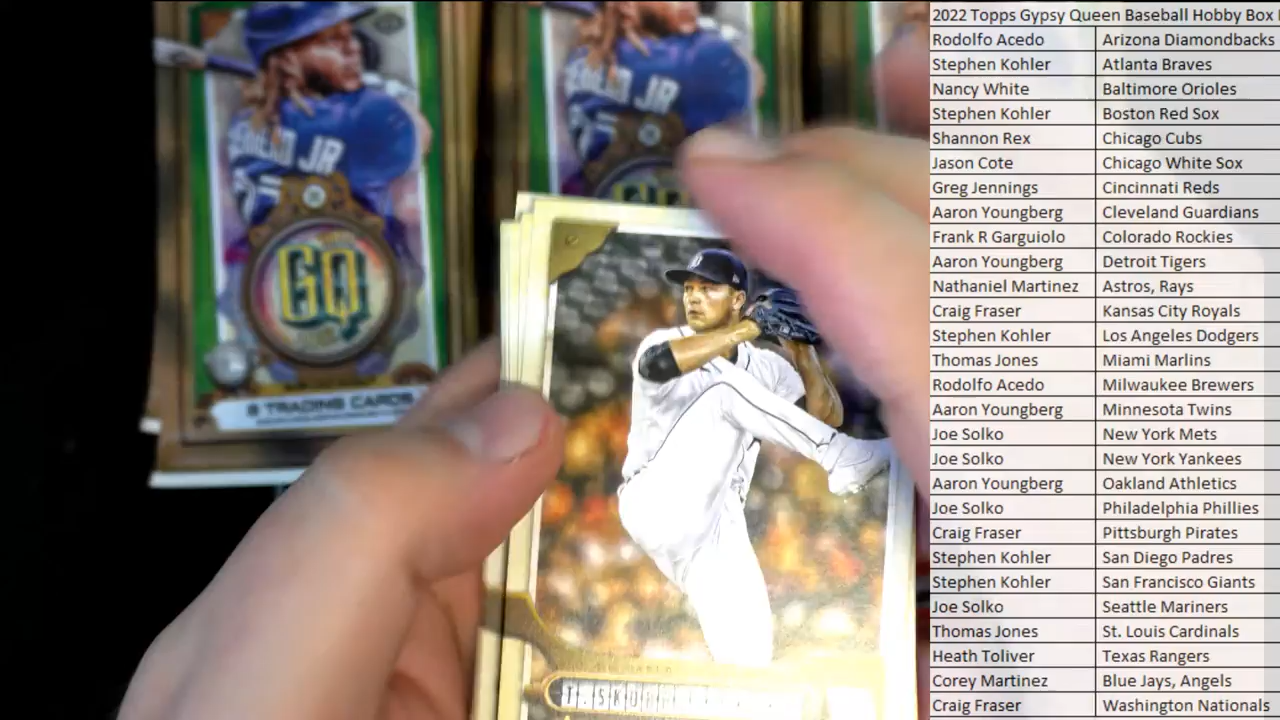 2022 Topps Gypsy Queen Baseball Hobby Box
Rodolfo Acedo Arizona Diamondbacks
Stephen Kohler Atlanta Braves
Nancy White Baltimore Orioles
Stephen Kohler Boston Red Sox
Shannon Rex Chicago Cubs
Jason Cote Chicago White Sox
Greg Jennings Cincinnati Reds
Aaron Youngberg Cleveland Guardians
Frank R Garguiolo Colorado Rockies
Aaron Youngberg Detroit Tigers
Nathaniel Martinez Astros, Rays
Craig Fraser Kansas City Royals
Stephen Kohler Los Angeles Dodgers
Thomas Jones Miami Marlins
Rodolfo Acedo Milwaukee Brewers
Aaron Youngberg Minnesota Twins
Joe Solko New York Mets
Joe Solko New York Yankees
Aaron Youngberg Oakland Athletics
Joe Solko Philadelphia Phillies
Craig Fraser Pittsburgh Pirates
Stephen Kohler San Diego Padres
Stephen Kohler San Francisco Giants
Joe Solko Seattle Mariners
Thomas Jones St. Louis Cardinals
Heath Toliver Texas Rangers
Corey Martinez Blue Jays, Angels
Craig Fraser Washington Nationals
JR
JR
GQ
8 TRADING CARDS